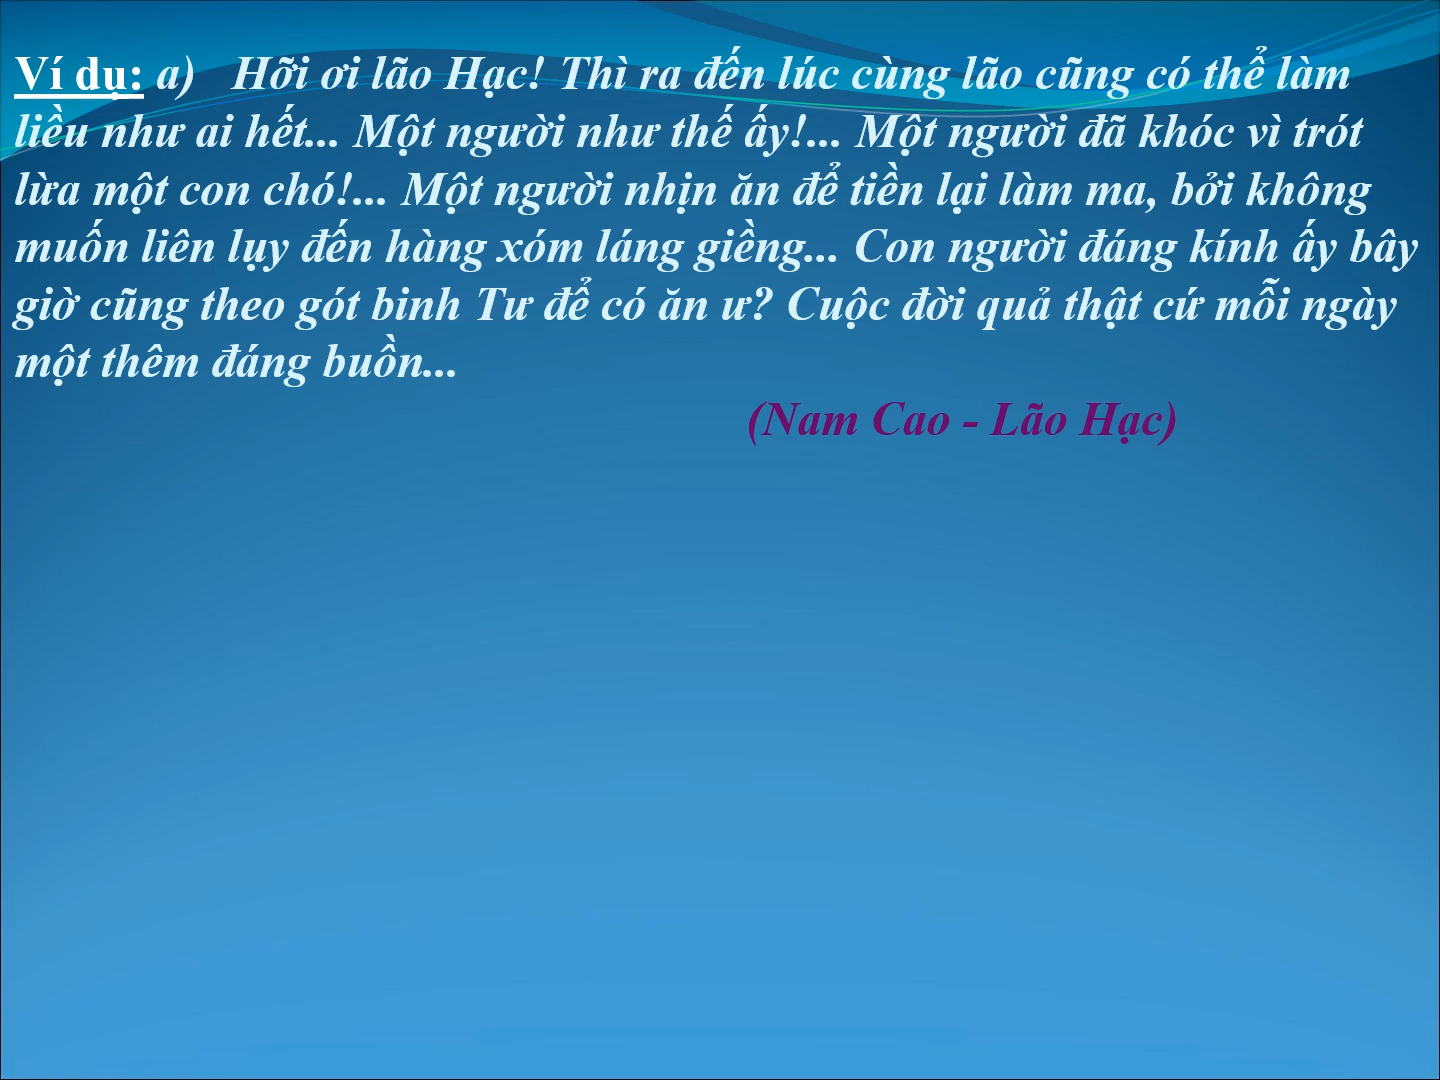 Ví dụ: a) Hỡi ơi lão Hạc! Thì ra đến lúc cùng lão cũng có thể làm
liều như ai hết... Một người như thế ấy!... Một người đã khóc vì trót
lừa một con chó!... Một người nhịn ăn để tiền lại làm ma, bởi không
muốn liên lụy đến hàng xóm láng giềng... Con người đáng kính ấy bây
giờ cũng theo gót binh Tư để có ăn ư? Cuộc đời quả thật cứ mỗi ngày
một thêm đáng buồn...
(Nam Cao - Lão Hạc)